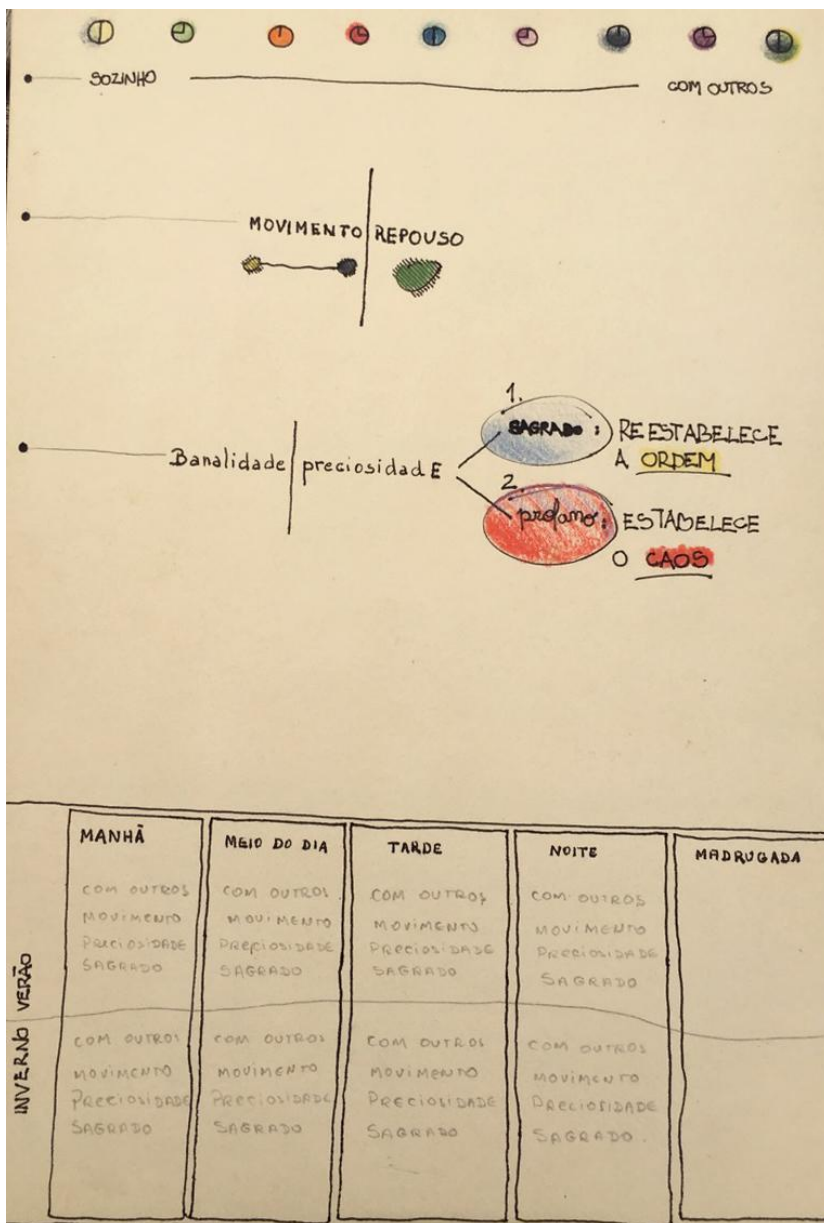 SOZINHO COM OUTROS
MOVIMENTO REPOUSO
1.
SAGRADO: REESTABELECE
A ORDEM
Banalidade preciosidadE
2.
profano: ESTABELECE
O CAOS
MANHÃ
COM OUTROS
MOVIMENTO
PRECIOSIDADE
SAGRADO
MEIO DO DIA
COM OUTROS
MOVIMENTO
PRECIOSIDADE
SAGRADO
TARDE
COM OUTROS
MOVIMENTO
PRECIOSIDADE
SAGRADO
NOITE
COM OUTROS
MOVIMENTO
PRECIOSIDADE
SAGRADO
MADRUGADA
INVERNO VERÃO
COM OUTROS
MOVIMENTO
PRECIOSIDADE
SAGRADO
COM OUTROS
MOVIMENTO
PRECIOSIDADE
SAGRADO
COM OUTROS
MOVIMENTO
PRECIOSIDADE
SAGRADO
COM OUTROS
MOVIMENTO
PRECIOSIDADE
SAGRADO.